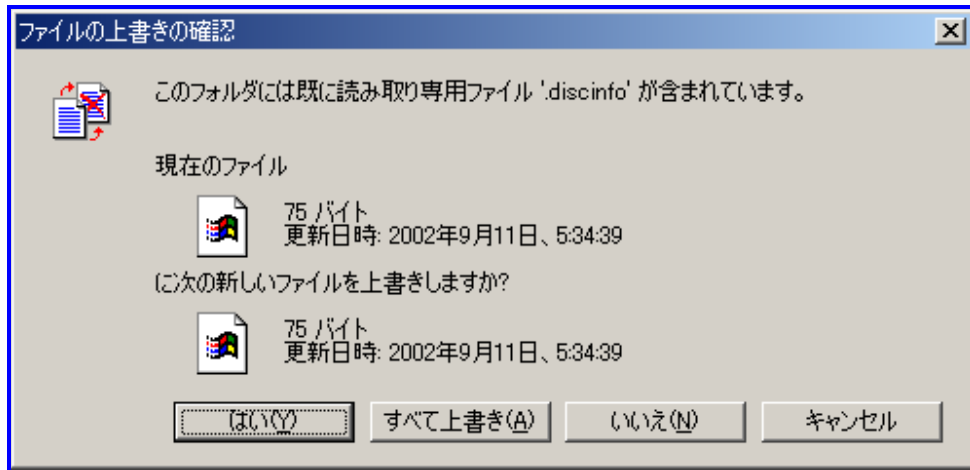 ファイルの上書きの確認
このフォルダには既に読み取り専用ファイル '.discinfo' が含まれています。
現在のファイル
75 バイト
更新日時: 2002年9月11日、5:34:39
に次の新しいファイルを上書きしますか?
75 バイト
更新日時: 2002年9月11日、5:34:39
はい(Y) すべて上書き(A) いいえ(N) キャンセル